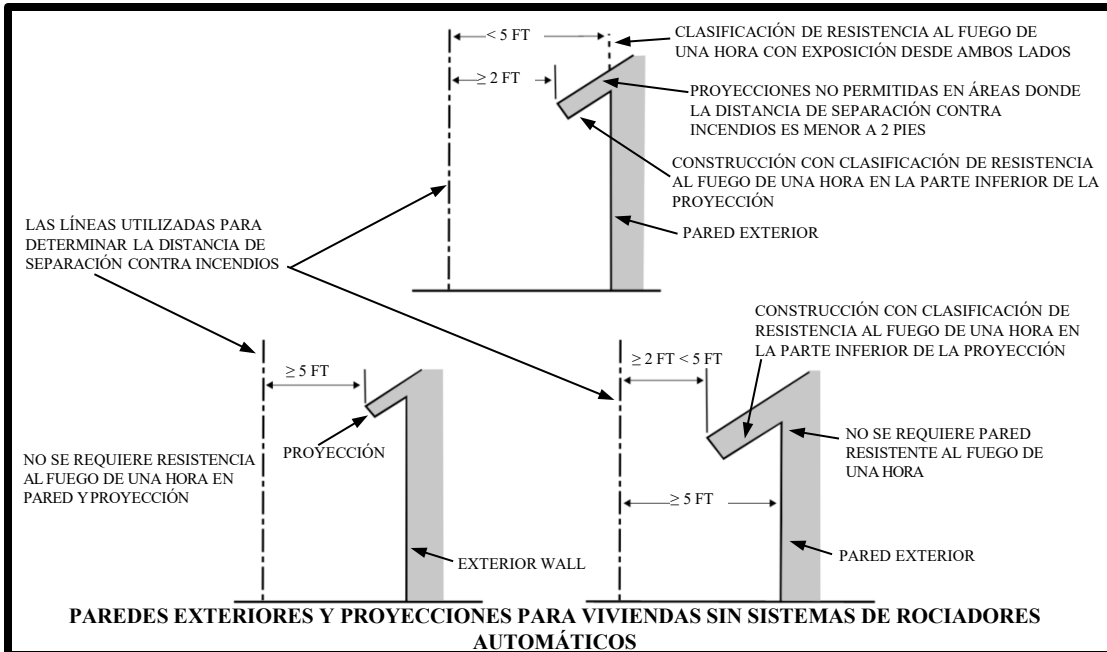 < 5 FT
≥ 2 FT
CLASIFICACIÓN DE RESISTENCIA AL FUEGO DE
UNA HORA CON EXPOSICIÓN DESDE AMBOS LADOS
PROYECCIONES NO PERMITIDAS EN ÁREAS DONDE
LA DISTANCIA DE SEPARACIÓN CONTRA
INCENDIOS ES MENOR A 2 PIES
CONSTRUCCIÓN CON CLASIFICACIÓN DE RESISTENCIA
AL FUEGO DE UNA HORA EN LA PARTE INFERIOR DE LA
PROYECCIÓN
PARED EXTERIOR
LAS LÍNEAS UTILIZADAS PARA
DETERMINAR LA DISTANCIA DE
SEPARACIÓN CONTRA INCENDIOS
≥ 5 FT
PROYECCIÓN
NO SE REQUIERE RESISTENCIA
AL FUEGO DE UNA HORA EN
PARED Y PROYECCIÓN
EXTERIOR WALL
CONSTRUCCIÓN CON CLASIFICACIÓN DE
RESISTENCIA AL FUEGO DE UNA HORA EN
LA PARTE INFERIOR DE LA PROYECCIÓN
≥ 2 FT < 5 FT
NO SE REQUIERE PARED
RESISTENTE AL FUEGO DE
UNA HORA
≥ 5 FT
PARED EXTERIOR
PAREDES EXTERIORES Y PROYECCIONES PARA VIVIENDAS SIN SISTEMAS DE ROCIADORES
AUTOMÁTICOS